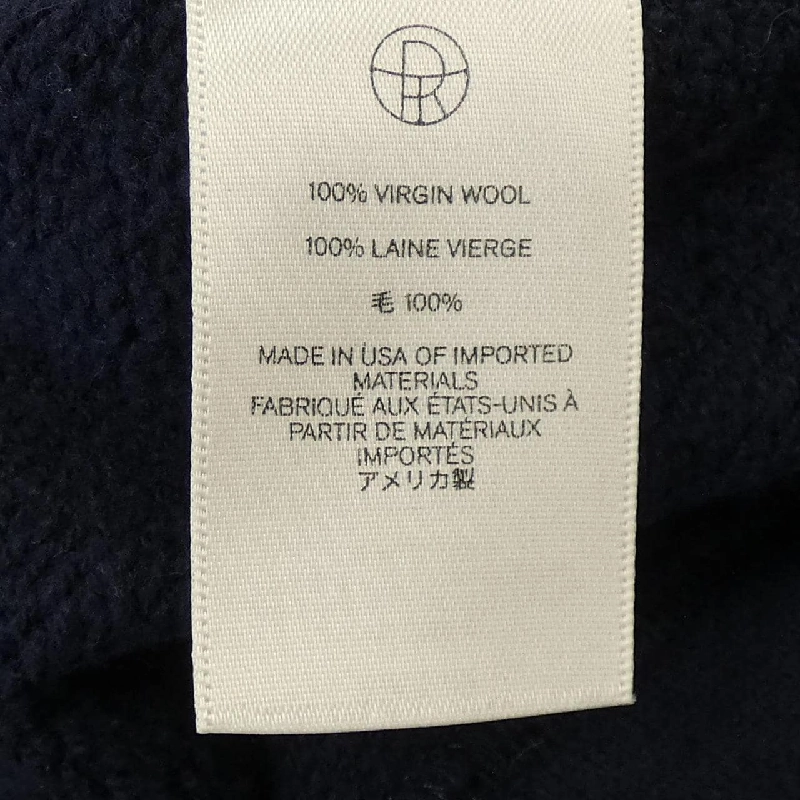 100% VIRGIN WOOL
100% LAINE VIERGE
毛 100%
MADE IN USA OF IMPORTED
MATERIALS
FABRIQUÉ AUX ÉTATS-UNIS À
PARTIR DE MATÉRIAUX
IMPORTÉS
アメリカ製